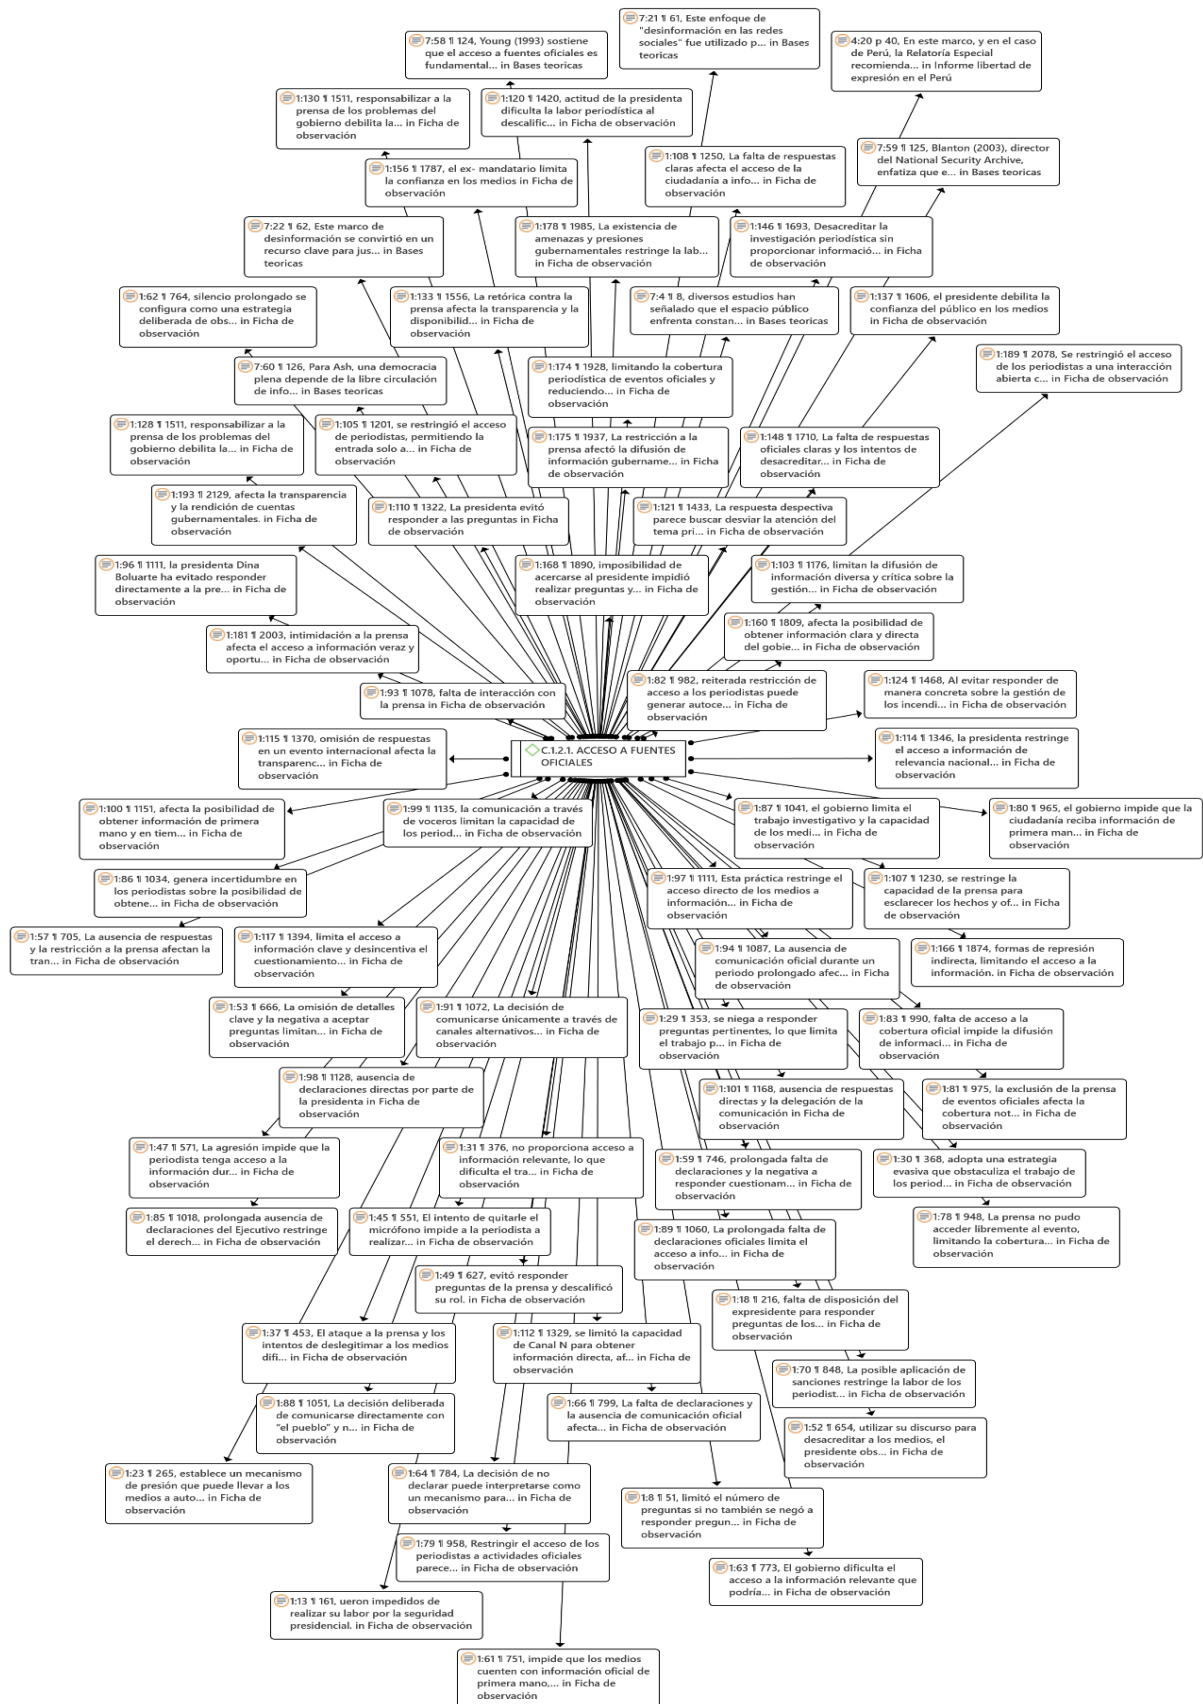 7:21 ¶ 61, Este enfoque de
"desinformación en las redes
sociales" fue utilizado p... in Bases
teoricas
7:58 ¶ 124, Young (1993) sostiene
que el acceso a fuentes oficiales es
fundamental... in Bases teoricas
4:20 p 40, En este marco, y en el caso
de Perú, la Relatoría Especial
recomienda... in Informe libertad de
expresión en el Perú
1:130 ¶ 1511, responsabilizar a la
prensa de los problemas del
gobierno debilita la... in Ficha de
observación
1:120 ¶ 1420, actitud de la presidenta
dificulta la labor periodística al
descalific... in Ficha de observación
7:59 ¶ 125, Blanton (2003), director
del National Security Archive,
enfatiza que e... in Bases teoricas
1:108 ¶ 1250, La falta de respuestas
claras afecta el acceso de la
ciudadanía a info... in Ficha de
observación
1:156 ¶ 1787, el ex- mandatario limita
la confianza en los medios in Ficha de
observación
7:22 ¶ 62, Este marco de
desinformación se convirtió en un
recurso clave para jus... in Bases
teoricas
1:178 ¶ 1985, La existencia de
amenazas y presiones
gubernamentales restringe la lab...
in Ficha de observación
1:146 ¶ 1693, Desacreditar la
investigación periodística sin
proporcionar informació... in Ficha
de observación
1:62 ¶ 764, silencio prolongado se
configura como una estrategia
deliberada de obs... in Ficha de
observación
1:133 ¶ 1556, La retórica contra la
prensa afecta la transparencia y la
disponibilid... in Ficha de
observación
7:4 ¶ 8, diversos estudios han
señalado que el espacio público
enfrenta constan... in Bases teoricas
1:137 ¶ 1606, el presidente debilita la
confianza del público en los medios
in Ficha de observación
1:189 ¶ 2078, Se restringió el acceso
de los periodistas a una interacción
abierta c... in Ficha de observación
7:60 ¶ 126, Para Ash, una democracia
plena depende de la libre circulación
de info... in Bases teoricas
1:174 ¶ 1928, limitando la cobertura
periodística de eventos oficiales y
reduciendo... in Ficha de
observación
1:128 ¶ 1511, responsabilizar a la
prensa de los problemas del
gobierno debilita la... in Ficha de
observación
1:105 ¶ 1201, se restringió el acceso
de periodistas, permitiendo la
entrada solo a... in Ficha de
observación
1:175 ¶ 1937, La restricción a la
prensa afectó la difusión de
información gubername... in Ficha
de observación
1:148 ¶ 1710, La falta de respuestas
oficiales claras y los intentos de
desacreditar... in Ficha de
observación
1:193 ¶ 2129, afecta la transparencia
y la rendición de cuentas
gubernamentales. in Ficha de
observación
1:110 ¶ 1322, La presidenta evitó
responder a las preguntas in Ficha
de observación
1:121 ¶ 1433, La respuesta despectiva
parece buscar desviar la atención del
tema pri... in Ficha de observación
1:96 ¶ 1111, la presidenta Dina
Boluarte ha evitado responder
directamente a la pre... in Ficha de
observación
1:168 ¶ 1890, imposibilidad de
acercarse al presidente impidió
realizar preguntas y... in Ficha de
observación
1:103 ¶ 1176, limitan la difusión de
información diversa y crítica sobre la
gestión... in Ficha de observación
1:181 ¶ 2003, intimidación a la prensa
afecta el acceso a información veraz y
oportu... in Ficha de observación
1:160 ¶ 1809, afecta la posibilidad de
obtener información clara y directa
del gobie... in Ficha de observación
1:93 ¶ 1078, falta de interacción con
la prensa in Ficha de observación
1:82 ¶ 982, reiterada restricción de
acceso a los periodistas puede
generar autoce... in Ficha de
observación
1:124 ¶ 1468, Al evitar responder de
manera concreta sobre la gestión de
los incendi... in Ficha de observación
1:115 ¶ 1370, omisión de respuestas
en un evento internacional afecta la
transparenc... in Ficha de
observación
C.1.2.1. ACCESO A FUENTES
OFICIALES
1:114 ¶ 1346, la presidenta restringe
el acceso a información de
relevancia nacional... in Ficha de
observación
1:100 ¶ 1151, afecta la posibilidad de
obtener información de primera
mano y en tiem... in Ficha de
observación
1:99 ¶ 1135, la comunicación a través
de voceros limitan la capacidad de
los period... in Ficha de observación
1:87 ¶ 1041, el gobierno limita el
trabajo investigativo y la capacidad
de los medi... in Ficha de
observación
1:80 ¶ 965, el gobierno impide que la
ciudadanía reciba información de
primera man... in Ficha de
observación
1:86 ¶ 1034, genera incertidumbre en
los periodistas sobre la posibilidad de
obtene... in Ficha de observación
1:97 ¶ 1111, Esta práctica restringe el
acceso directo de los medios a
información... in Ficha de
observación
1:107 ¶ 1230, se restringe la
capacidad de la prensa para
esclarecer los hechos y of... in Ficha
de observación
1:57 ¶ 705, La ausencia de respuestas
y la restricción a la prensa afectan la
tran... in Ficha de observación
1:117 ¶ 1394, limita el acceso a
información clave y desincentiva el
cuestionamiento... in Ficha de
observación
1:94 ¶ 1087, La ausencia de
comunicación oficial durante un
periodo prolongado afec... in Ficha
de observación
1:166 ¶ 1874, formas de represión
indirecta, limitando el acceso a la
información. in Ficha de observación
1:53 ¶ 666, La omisión de detalles
clave y la negativa a aceptar
preguntas limitan... in Ficha de
observación
1:91 ¶ 1072, La decisión de
comunicarse únicamente a través de
canales alternativos... in Ficha de
observación
1:29 ¶ 353, se niega a responder
preguntas pertinentes, lo que limita
el trabajo p... in Ficha de
observación
1:83 ¶ 990, falta de acceso a la
cobertura oficial impide la difusión
de informaci... in Ficha de
observación
1:98 ¶ 1128, ausencia de
declaraciones directas por parte de
la presidenta in Ficha de
observación
1:101 ¶ 1168, ausencia de respuestas
directas y la delegación de la
comunicación in Ficha de
observación
1:81 ¶ 975, la exclusión de la prensa
de eventos oficiales afecta la
cobertura not... in Ficha de
observación
1:47 ¶ 571, La agresión impide que la
periodista tenga acceso a la
información dur... in Ficha de
observación
1:31 ¶ 376, no proporciona acceso a
información relevante, lo que
dificulta el tra... in Ficha de
observación
1:59 ¶ 746, prolongada falta de
declaraciones y la negativa a
responder cuestionam... in Ficha de
observación
1:30 ¶ 368, adopta una estrategia
evasiva que obstaculiza el trabajo de
los period... in Ficha de observación
1:85 ¶ 1018, prolongada ausencia de
declaraciones del Ejecutivo restringe
el derech... in Ficha de observación
1:45 ¶ 551, El intento de quitarle el
micrófono impide a la periodista a
realizar... in Ficha de observación
1:89 ¶ 1060, La prolongada falta de
declaraciones oficiales limita el
acceso a info... in Ficha de
observación
1:78 ¶ 948, La prensa no pudo
acceder libremente al evento,
limitando la cobertura... in Ficha de
observación
1:49 ¶ 627, evitó responder
preguntas de la prensa y descalificó
su rol. in Ficha de observación
1:18 ¶ 216, falta de disposición del
expresidente para responder
preguntas de los... in Ficha de
observación
1:37 ¶ 453, El ataque a la prensa y los
intentos de deslegitimar a los medios
difi... in Ficha de observación
1:112 ¶ 1329, se limitó la capacidad
de Canal N para obtener
información directa, af... in Ficha de
observación
1:70 ¶ 848, La posible aplicación de
sanciones restringe la labor de los
periodist... in Ficha de observación
1:88 ¶ 1051, La decisión deliberada
de comunicarse directamente con
"el pueblo" y n... in Ficha de
observación
1:66 ¶ 799, La falta de declaraciones y
la ausencia de comunicación oficial
afecta... in Ficha de observación
1:52 ¶ 654, utilizar su discurso para
desacreditar a los medios, el
presidente obs... in Ficha de
observación
1:23 ¶ 265, establece un mecanismo
de presión que puede llevar a los
medios a auto... in Ficha de
observación
1:64 ¶ 784, La decisión de no
declarar puede interpretarse como
un mecanismo para... in Ficha de
observación
1:8 ¶ 51, limitó el número de
preguntas si no también se negó a
responder pregun... in Ficha de
observación
1:79 ¶ 958, Restringir el acceso de los
periodistas a actividades oficiales
parece... in Ficha de observación
1:63 ¶ 773, El gobierno dificulta el
acceso a la información relevante que
podría... in Ficha de observación
1:13 ¶ 161, ueron impedidos de
realizar su labor por la seguridad
presidencial. in Ficha de observación
1:61 ¶ 751, impide que los medios
cuenten con información oficial de
primera mano,... in Ficha de
observación